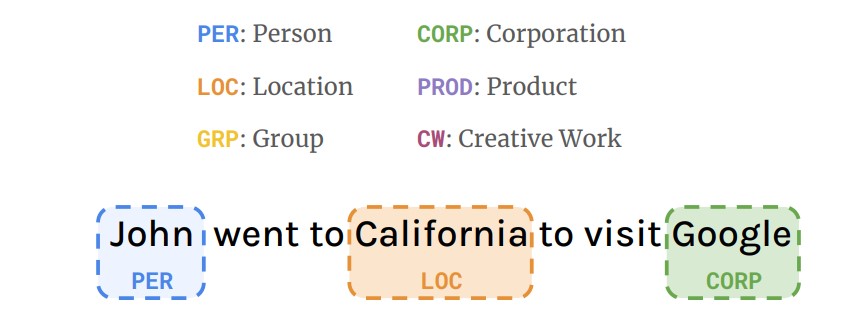 PER: Person CORP: Corporation
LOC: Location PROD: Product
GRP: Group CW: Creative Work
John went to California to visit Google
PER LOC CORP